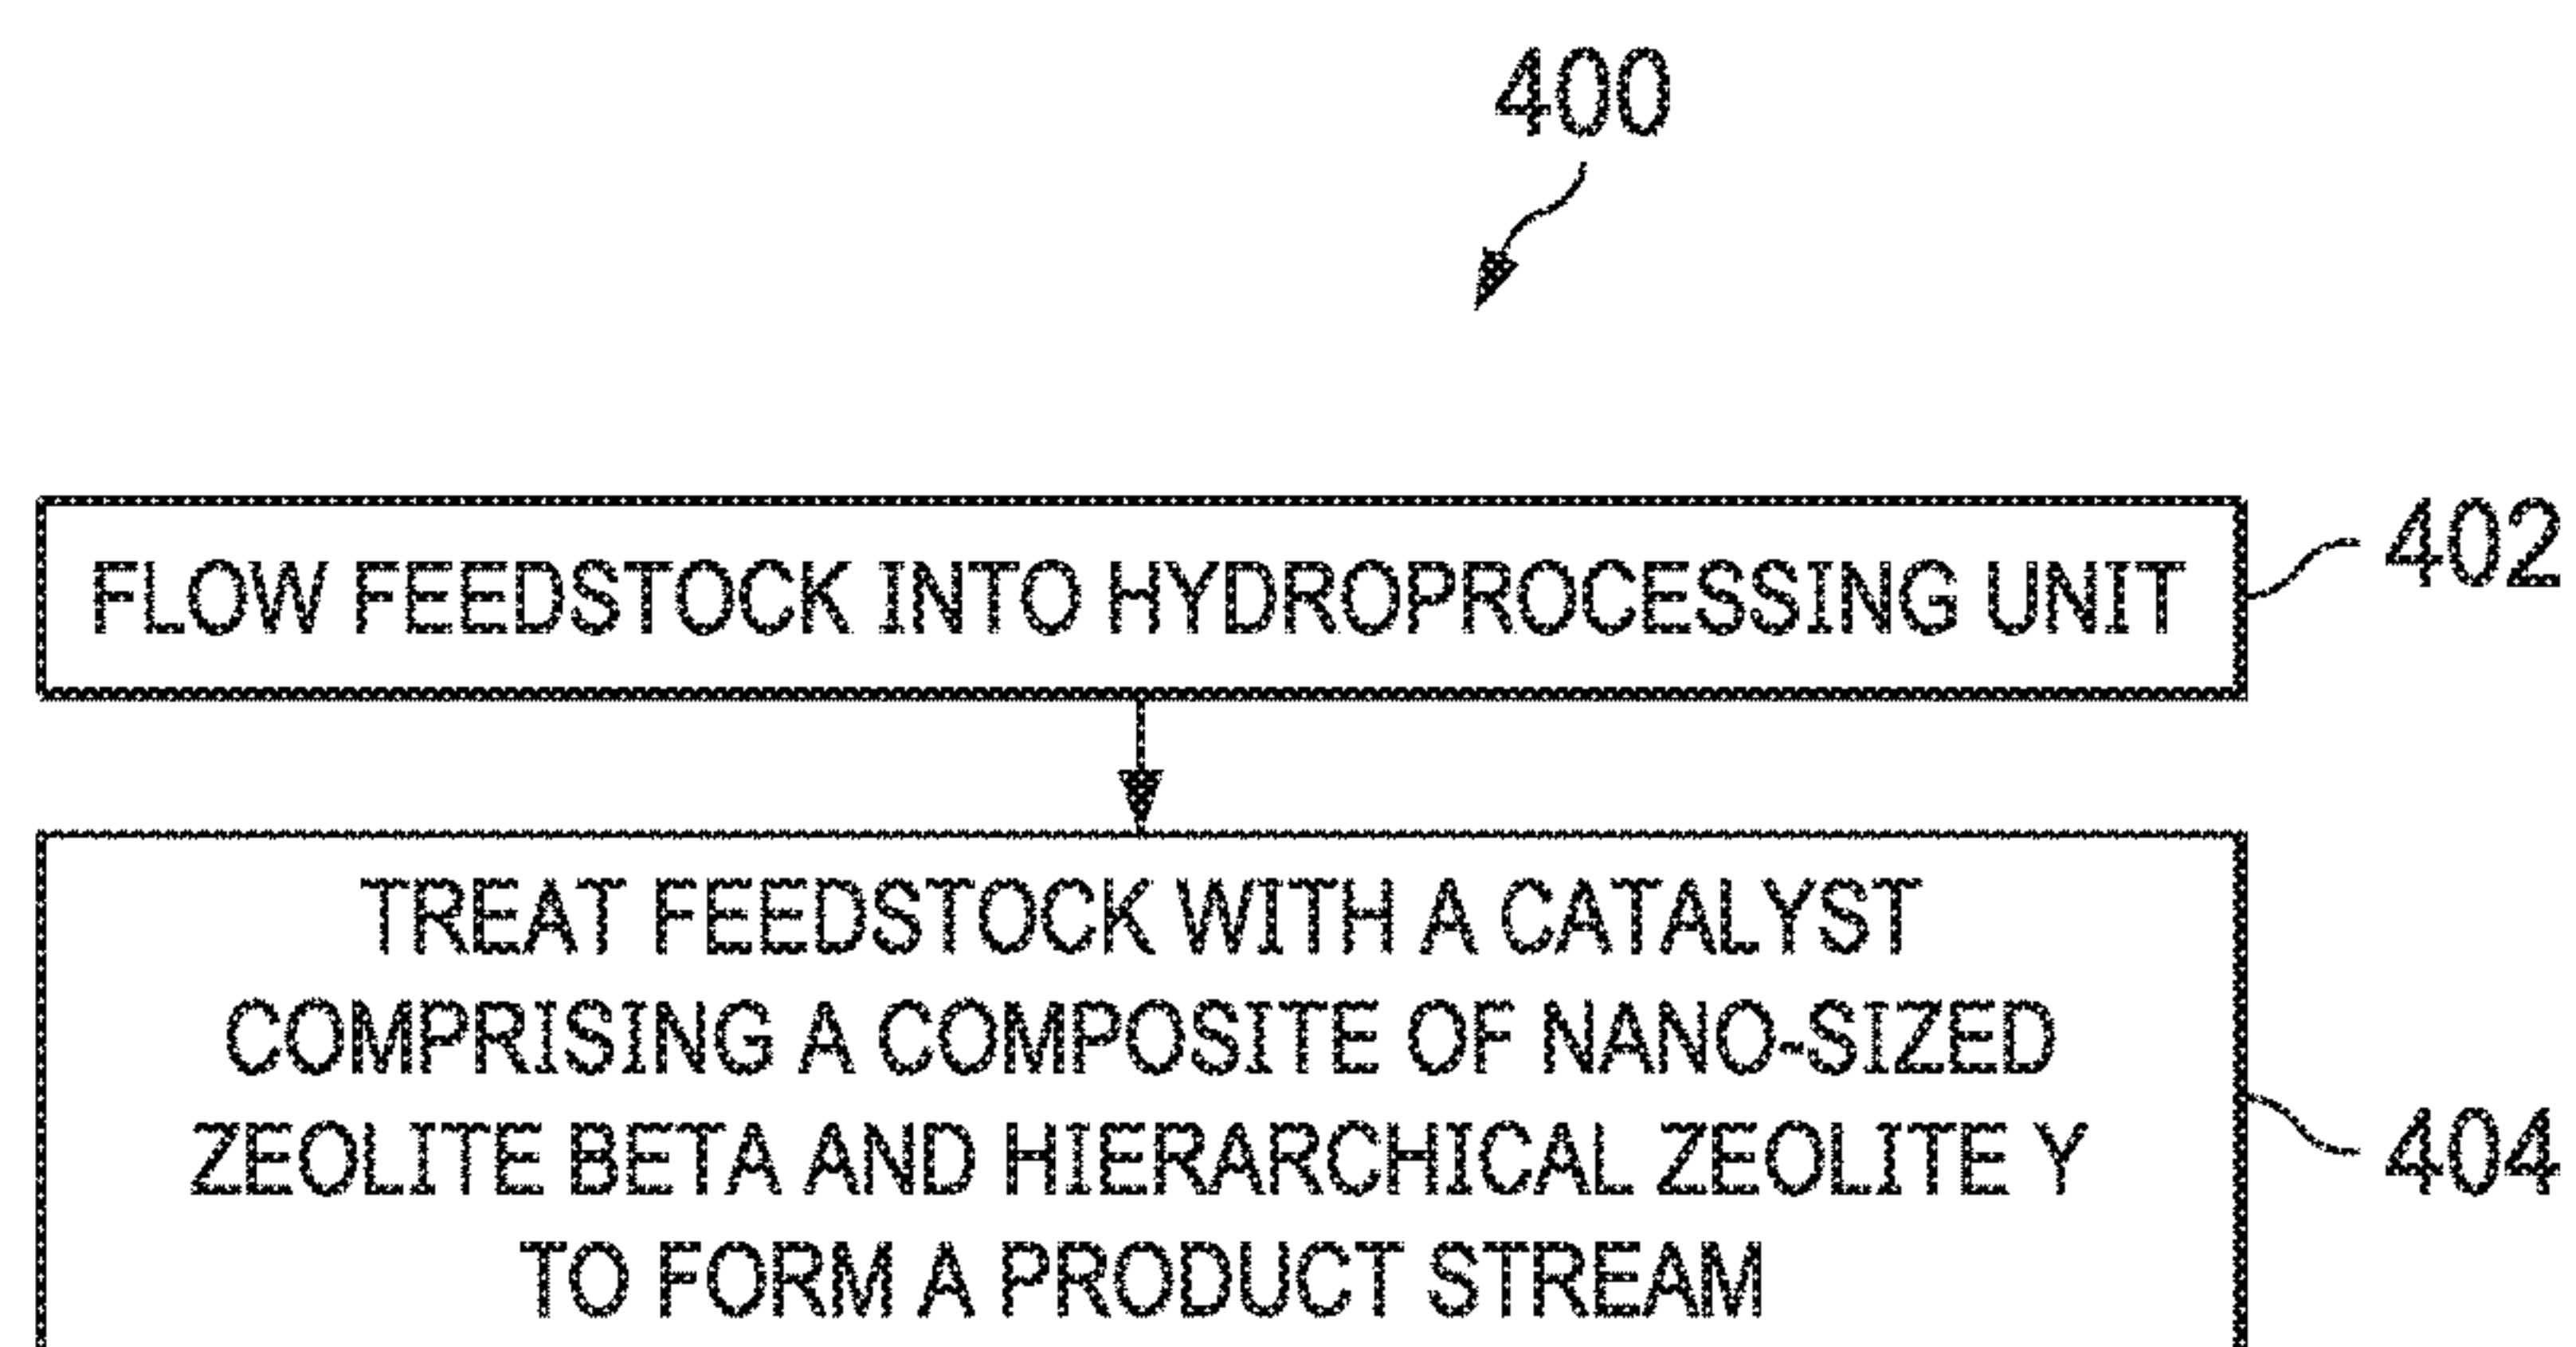 400
FLOW FEEDSTOCK INTO HYDROPROCESSING UNIT
402
TREAT FEEDSTOCK WITH A CATALYST
COMPRISING A COMPOSITE OF NANO-SIZED
ZEOLITE BETA AND HIERARCHICAL ZEOLITE Y
TO FORM A PRODUCT STREAM
404